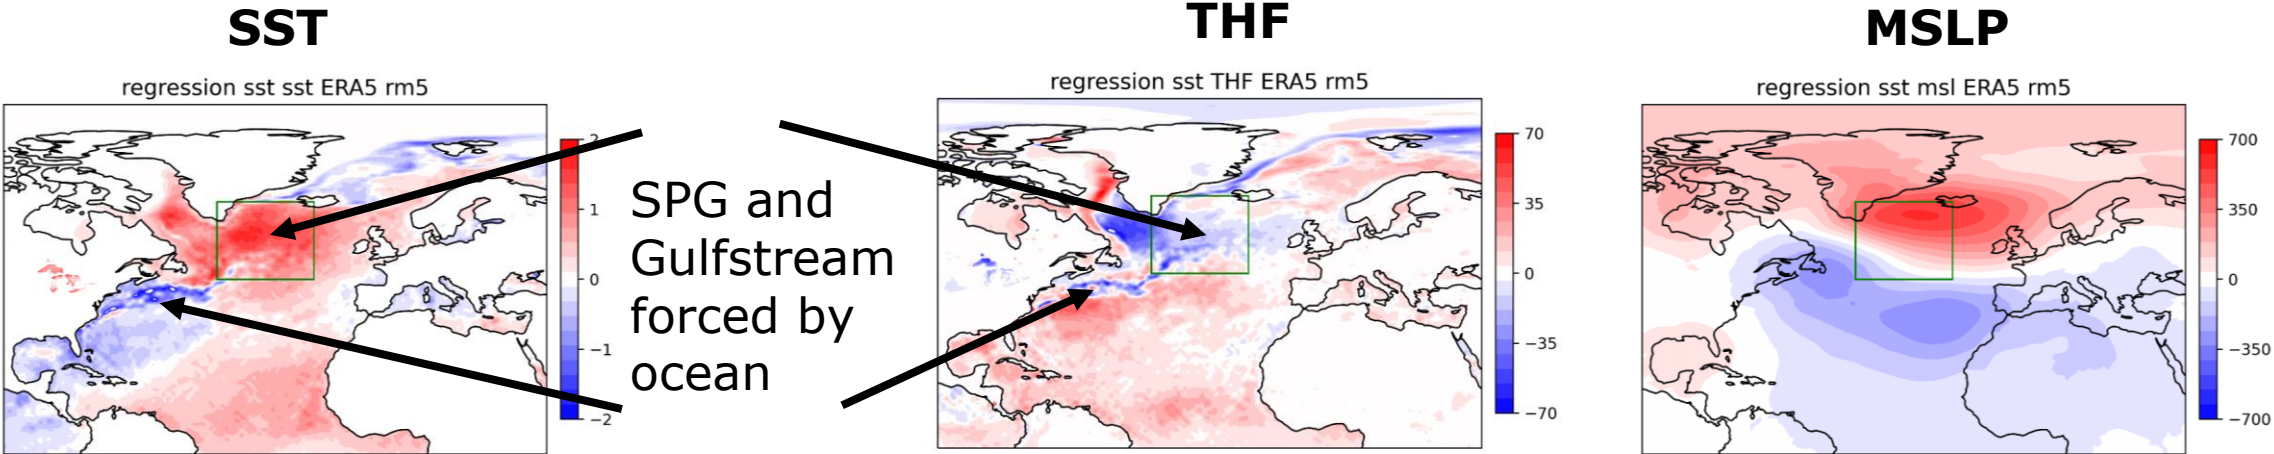 SST
regression sst sst ERA5 rm5
2
1
0
−1
−2
SPG and
Gulfstream
forced by
ocean
THF
regression sst THF ERA5 rm5
70
35
0
−35
−70
MSLP
regression sst msl ERA5 rm5
700
350
0
−350
−700